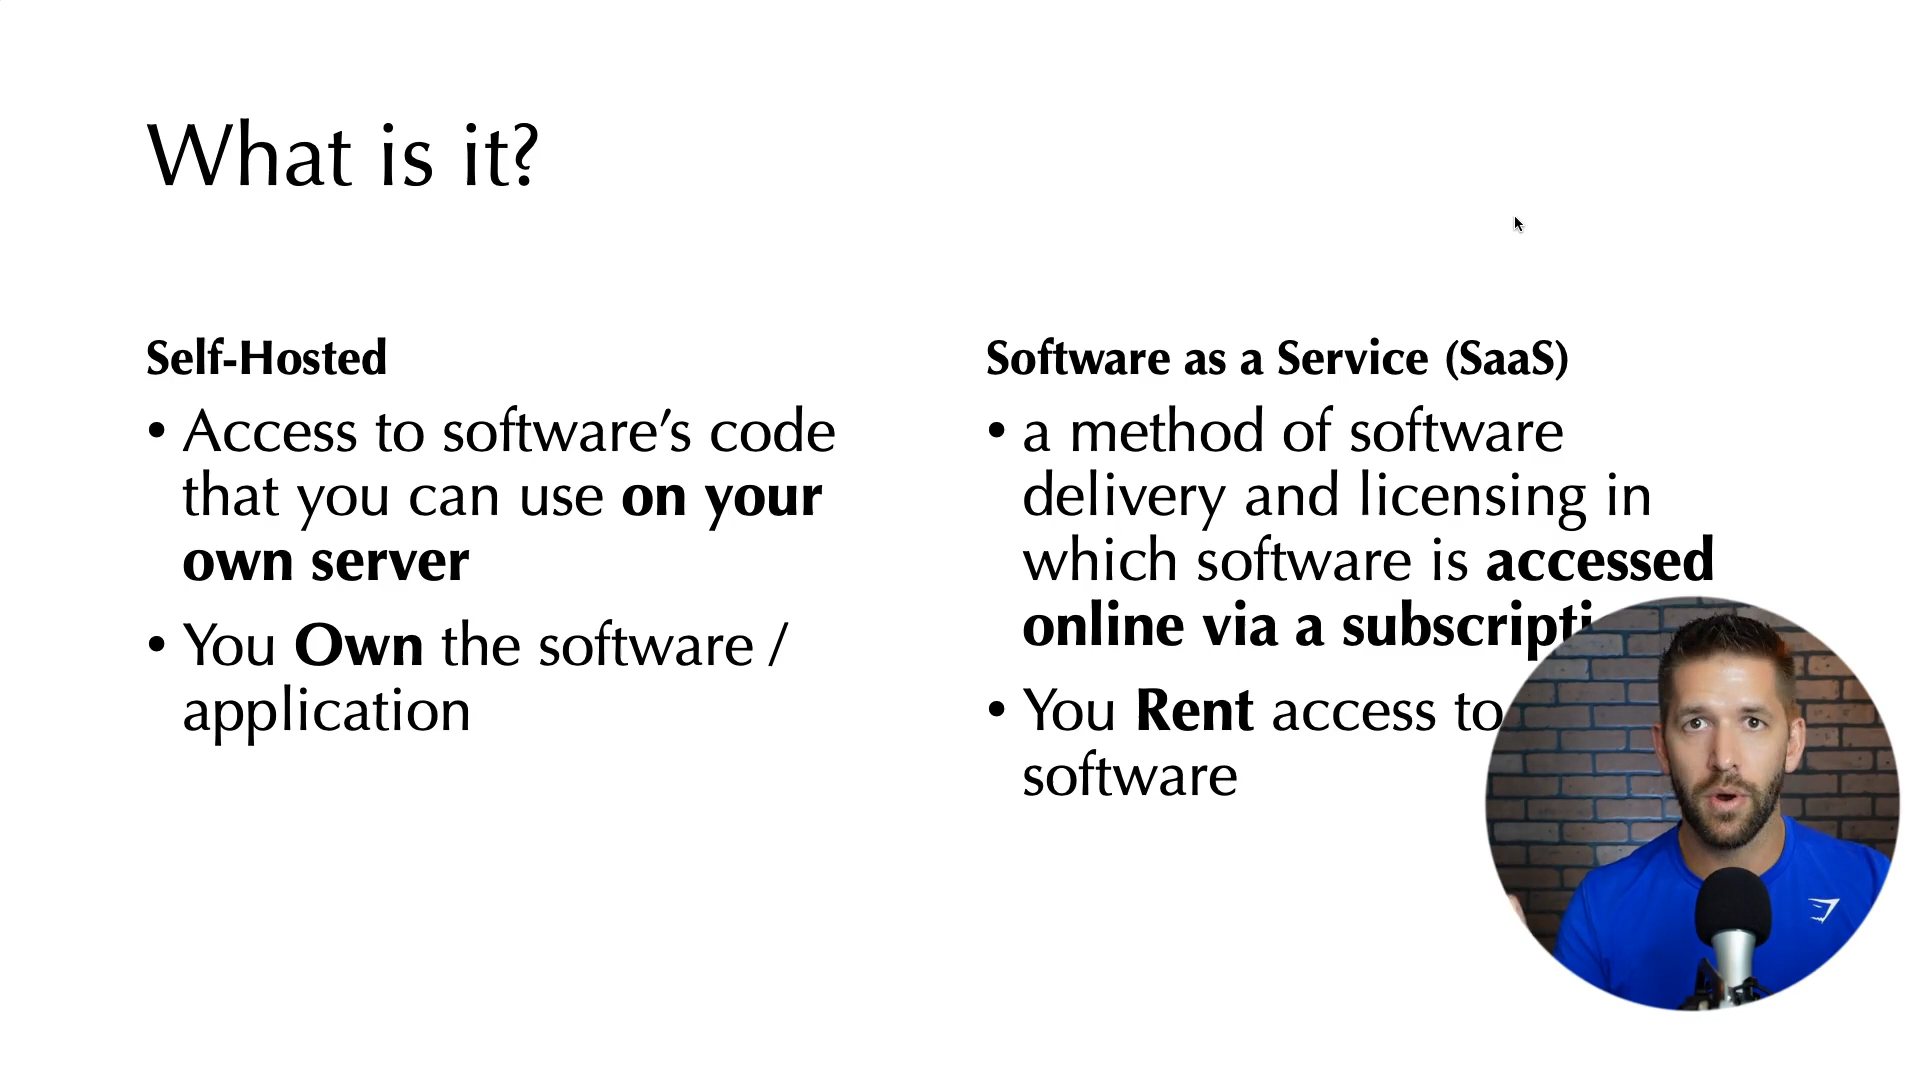 What is it?
Self-Hosted
• Access to software's code
that you can use on your
own server
• You Own the software /
application
Software as a Service (SaaS)
• a method of software
delivery and licensing in
which software is accessed
online via a
• You Rent access to
software